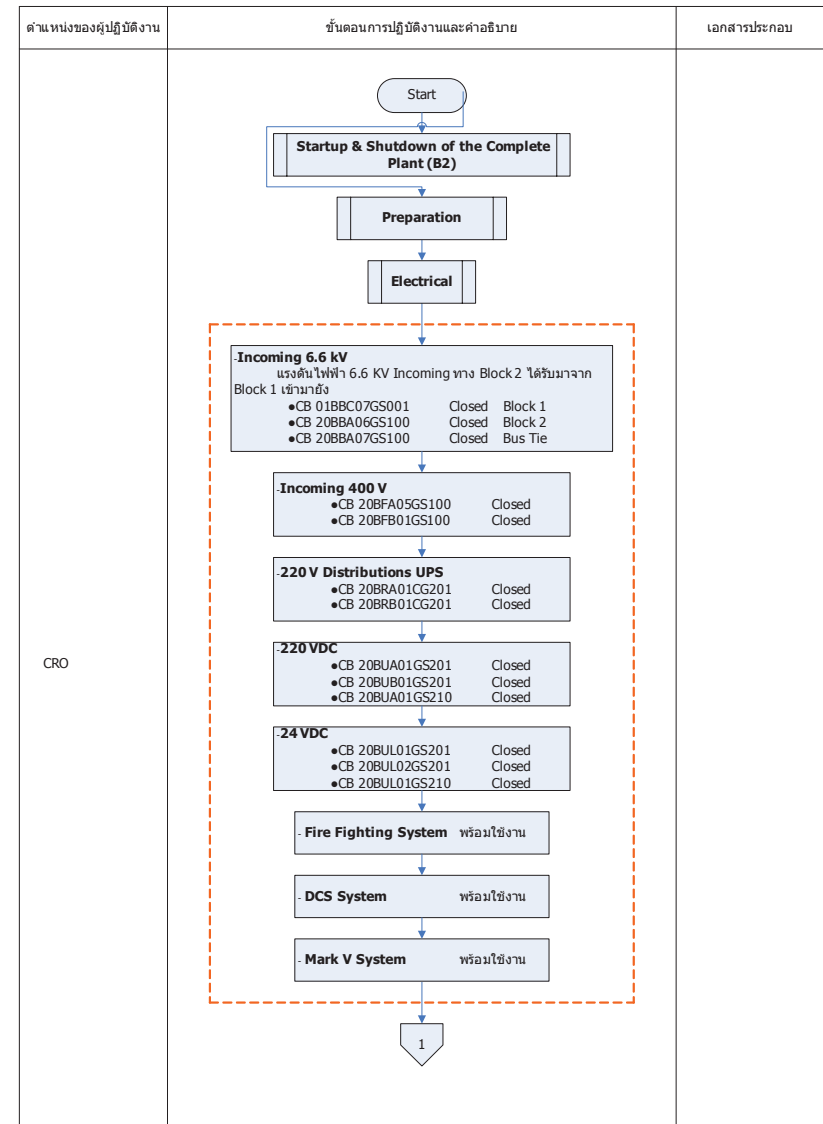 ตำแหน่งของผู้ปฏิบัติงาน ขั้นตอนการปฏิบัติงานและคำอธิบาย เอกสารประกอบ
Start
Startup & Shutdown of the Complete
Plant (B2)
Preparation
Electrical
-Incoming 6.6 kV
แรงดันไฟฟ้า 6.6 KV Incoming ทาง Block 2 ได้รับมาจาก
Block 1 เข้ามายัง
●CB 01BBC07GS001 Closed Block 1
●CB 20BBA06GS100 Closed Block 2
●CB 20BBA07GS100 Closed Bus Tie
-Incoming 400 V
●CB 20BFA05GS100 Closed
●CB 20BFB01GS100 Closed
-220 V Distributions UPS
●CB 20BRA01CG201 Closed
●CB 20BRB01CG201 Closed
-220 VDC
●CB 20BUA01GS201 Closed
●CB 20BUB01GS201 Closed
●CB 20BUA01GS210 Closed
CRO
-24 VDC
●CB 20BUL01GS201 Closed
●CB 20BUL02GS201 Closed
●CB 20BUL01GS210 Closed
- Fire Fighting System พร้อมใช้งาน
- DCS System พร้อมใช้งาน
- Mark V System พร้อมใช้งาน
1